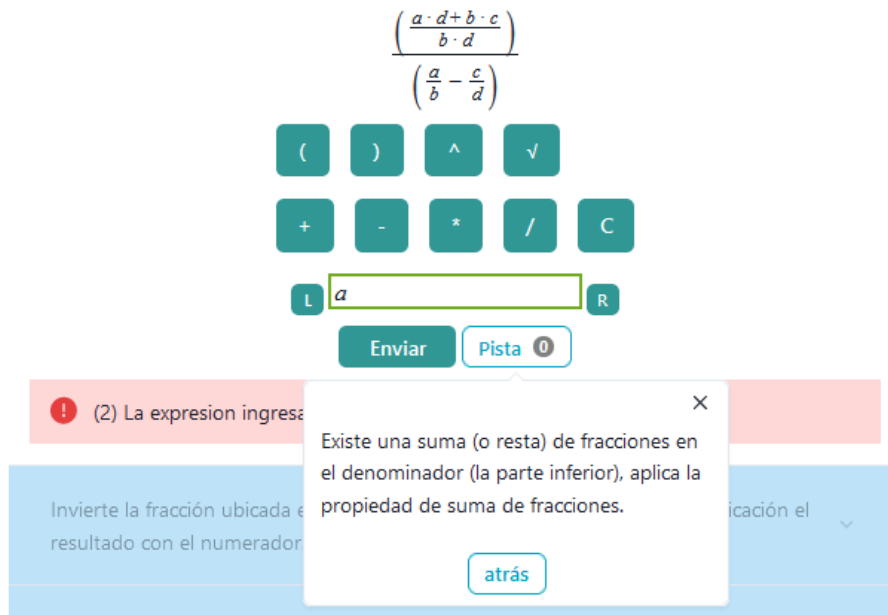 (a · d + b · c / b · d)
(a/b − c/d)
( ) ^ √
+ - * / C
L a R
Enviar Pista 0
(2) La expresion ingresa
Existe una suma (o resta) de fracciones en
el denominador (la parte inferior), aplica la
propiedad de suma de fracciones.
atrás
Invierte la fracción ubicada e icación el
resultado con el numerador